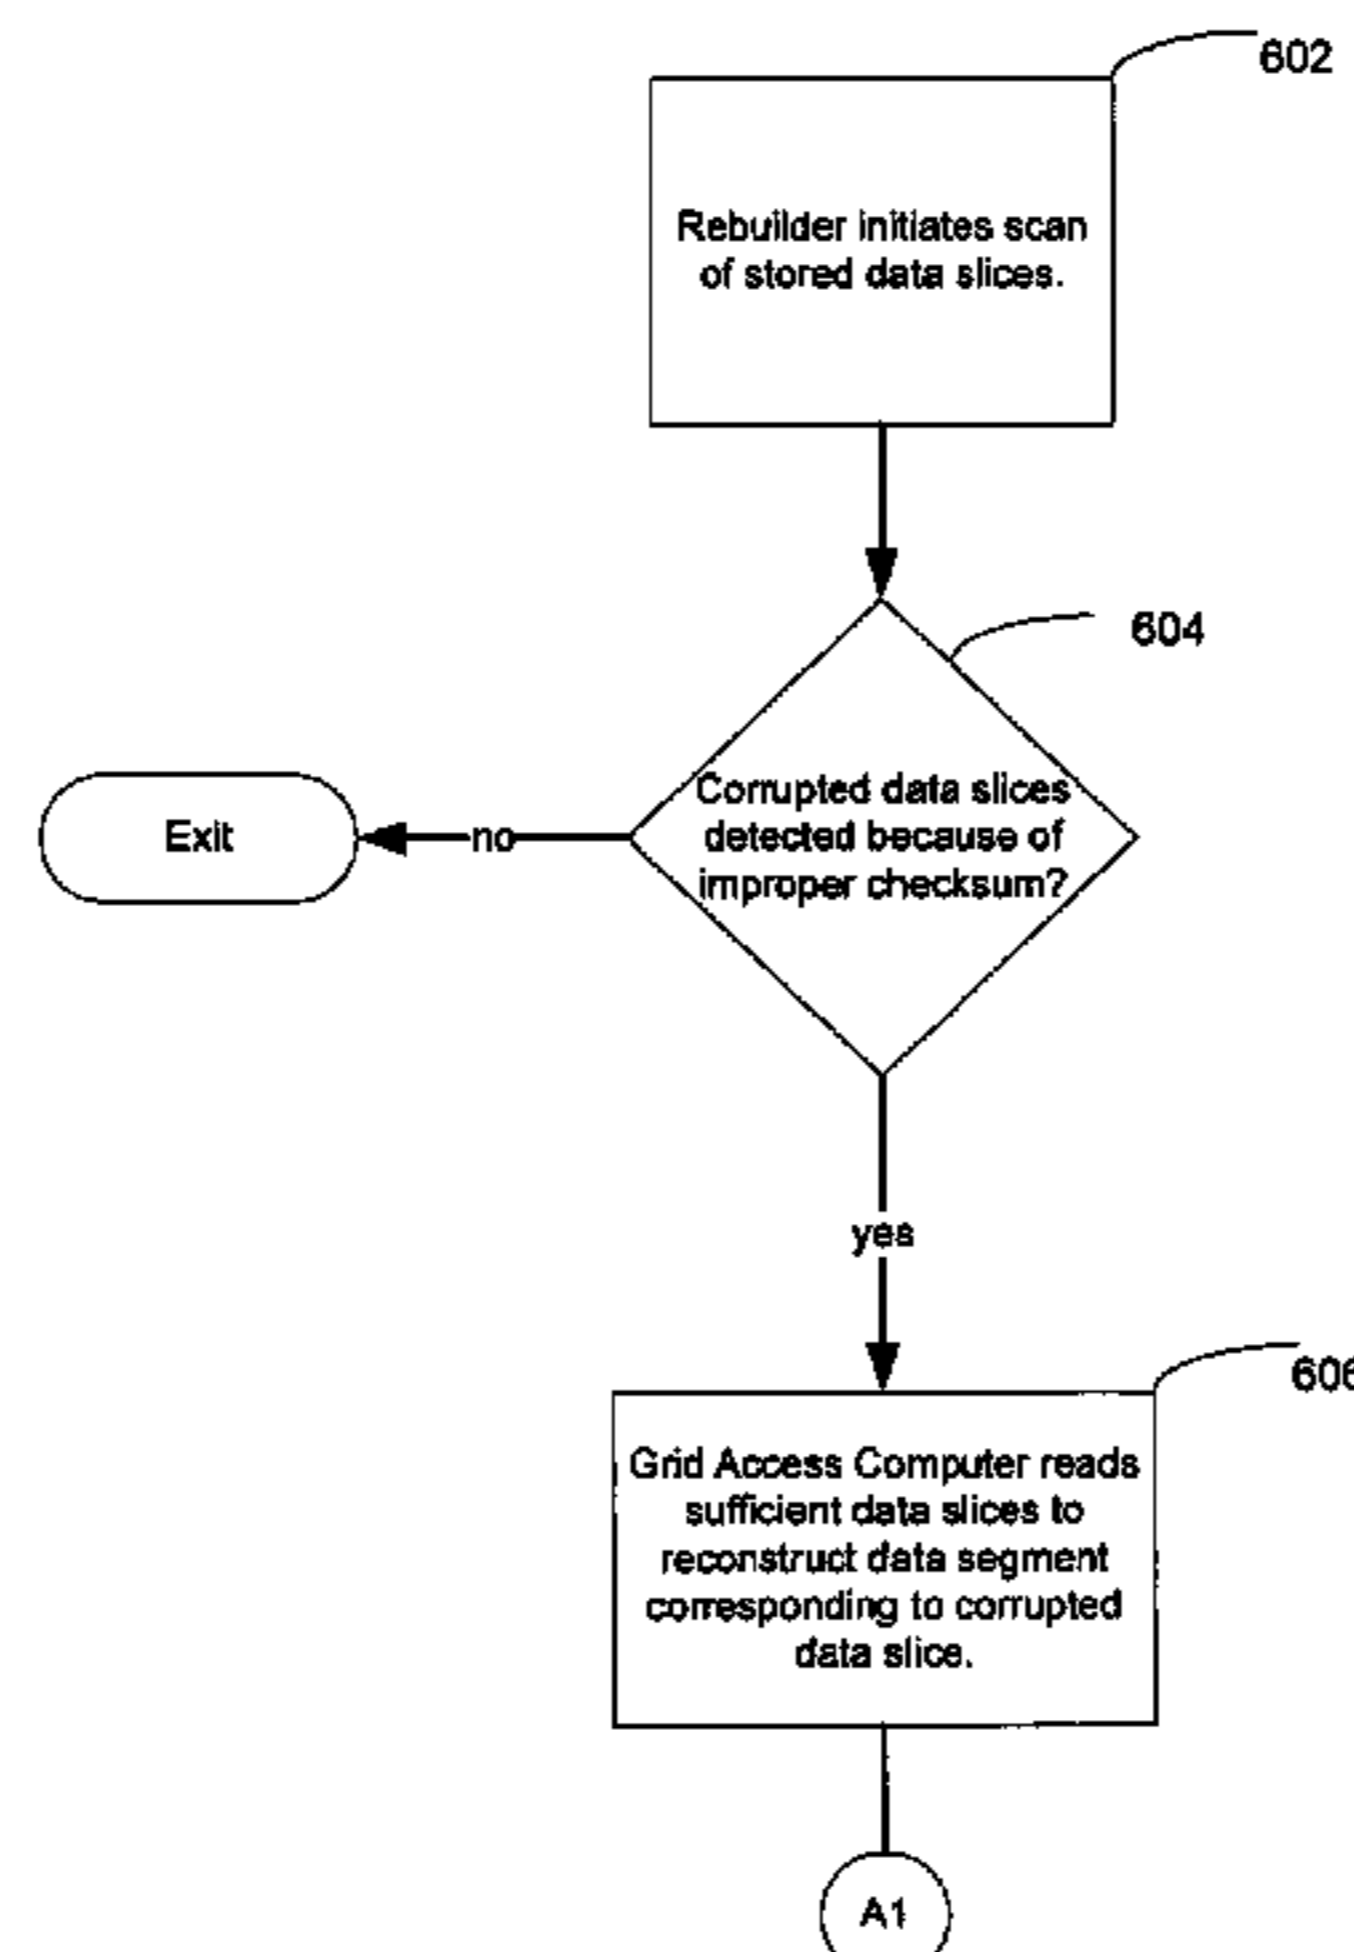 602
Rebuilder initiates scan
of stored data slices.
604
Corrupted data slices
detected because of
improper checksum?
Exit
no
yes
606
Grid Access Computer reads
sufficient data slices to
reconstruct data segment
corresponding to corrupted
data slice.
A1